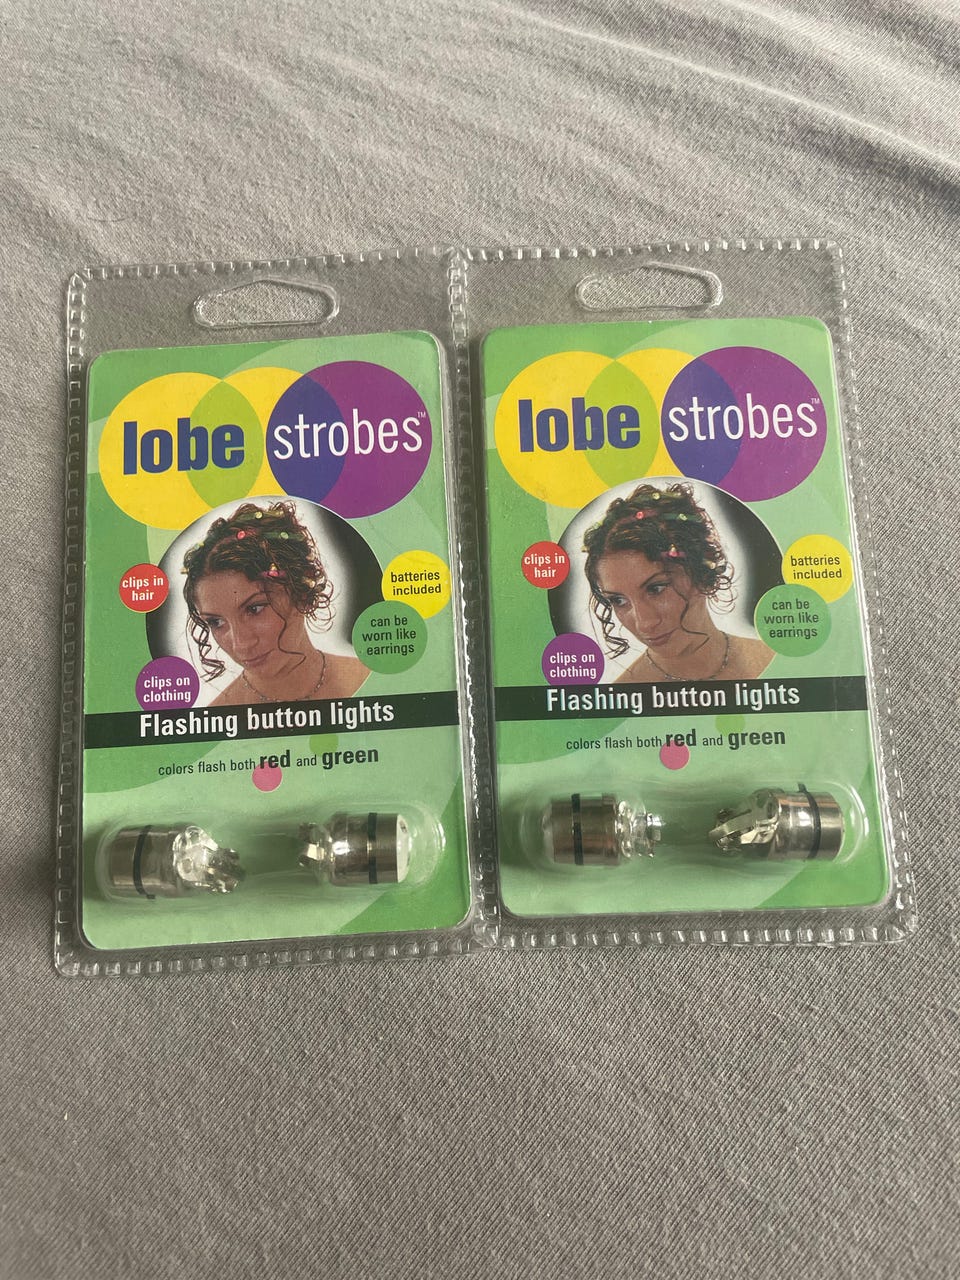 lobe strobes™
clips in
hair
batteries
included
can be
worn like
earrings
clips on
clothing
Flashing button lights
colors flash both red and green
lobe strobes™
clips in
hair
batteries
included
can be
worn like
earrings
clips on
clothing
Flashing button lights
colors flash both red and green